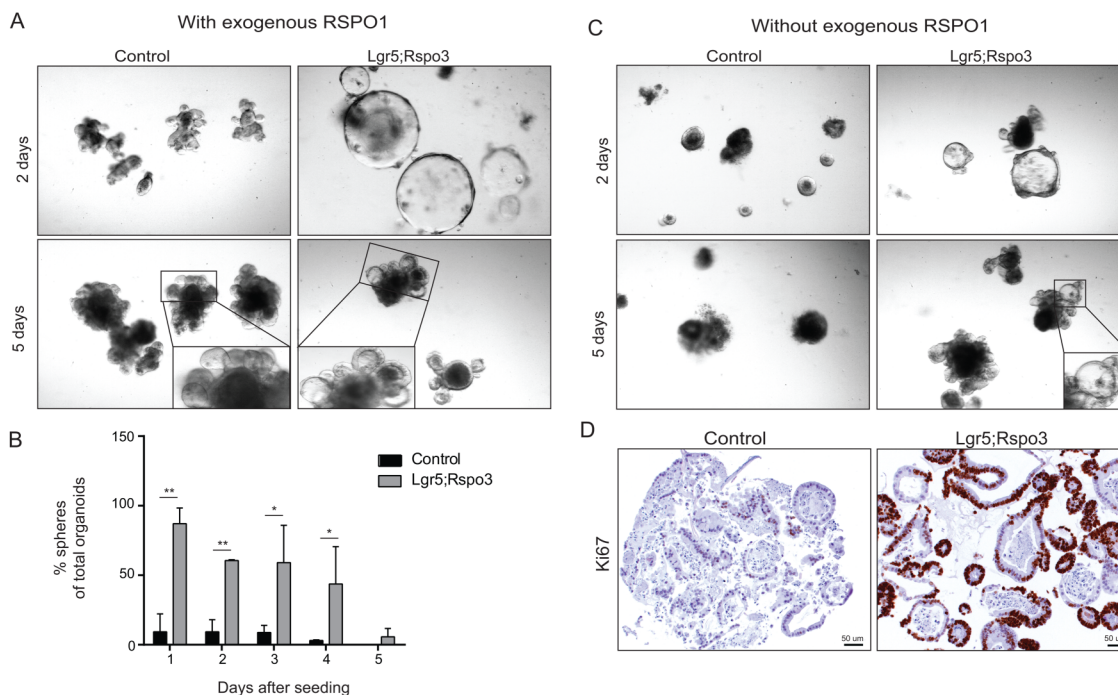 A
With exogenous RSPO1
Control
Lgr5;Rspo3
2 days
5 days
B
% spheres
of total organoids
150
100
50
0
**
**
*
*
Control
Lgr5;Rspo3
1 2 3 4 5
Days after seeding
C
Without exogenous RSPO1
Control
Lgr5;Rspo3
2 days
5 days
D
Control
Lgr5;Rspo3
Ki67
50 um
50 um